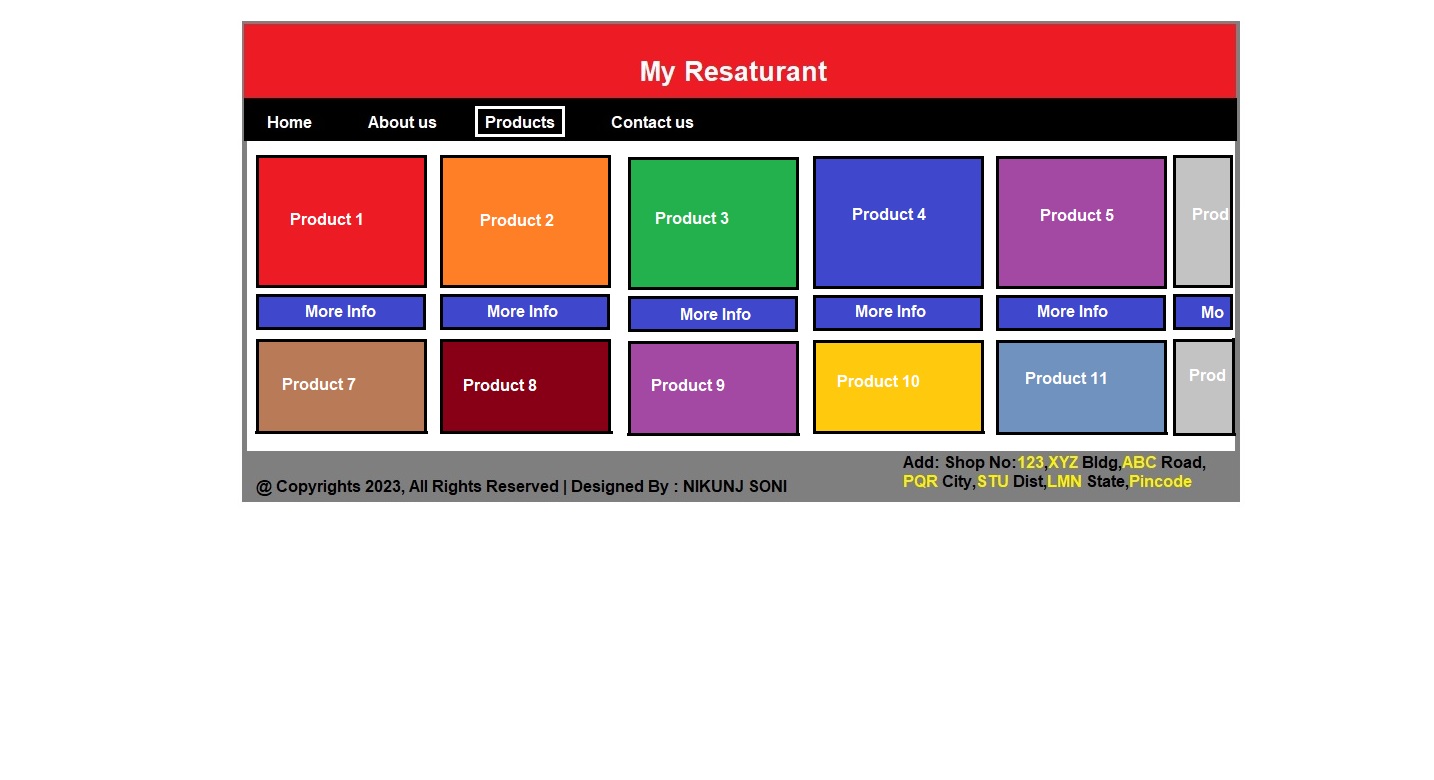 My Resaturant
Home About us Products Contact us
Product 1 Product 2 Product 3 Product 4 Product 5 Prod
More Info More Info More Info More Info More Info Mo
Product 7 Product 8 Product 9 Product 10 Product 11 Prod
@ Copyrights 2023, All Rights Reserved | Designed By : NIKUNJ SONI
Add: Shop No:123,XYZ Bldg,ABC Road,
PQR City,STU Dist,LMN State,Pincode